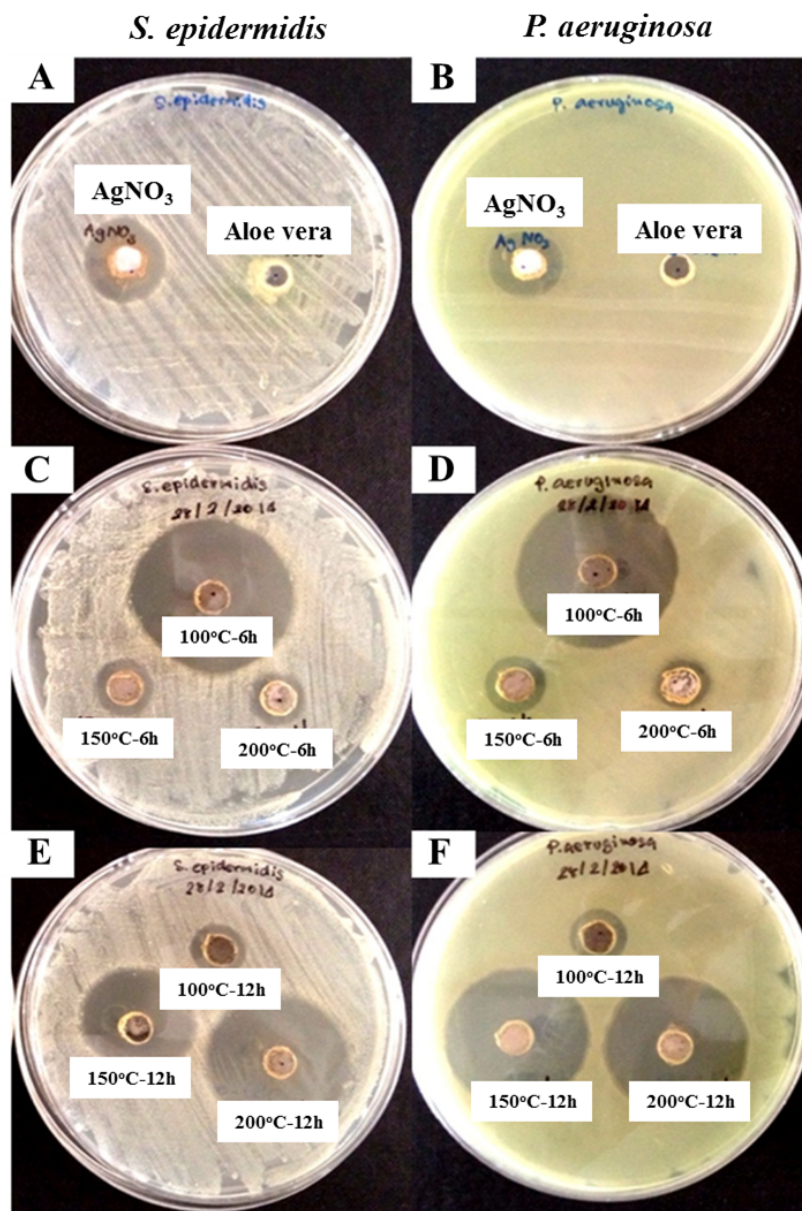 S. epidermidis
P. aeruginosa
A
S. epidermidis
AgNO₃
AgNO₃
Aloe vera
B
P. aeruginosa
AgNO₃
AgNO₃
Aloe vera
C
S. epidermidis
28/2/2014
100°C-6h
150°C-6h
200°C-6h
D
P. aeruginosa
28/2/2014
100°C-6h
150°C-6h
200°C-6h
E
S. epidermidis
28/2/2014
100°C-12h
150°C-12h
200°C-12h
F
P. aeruginosa
28/2/2014
100°C-12h
150°C-12h
200°C-12h